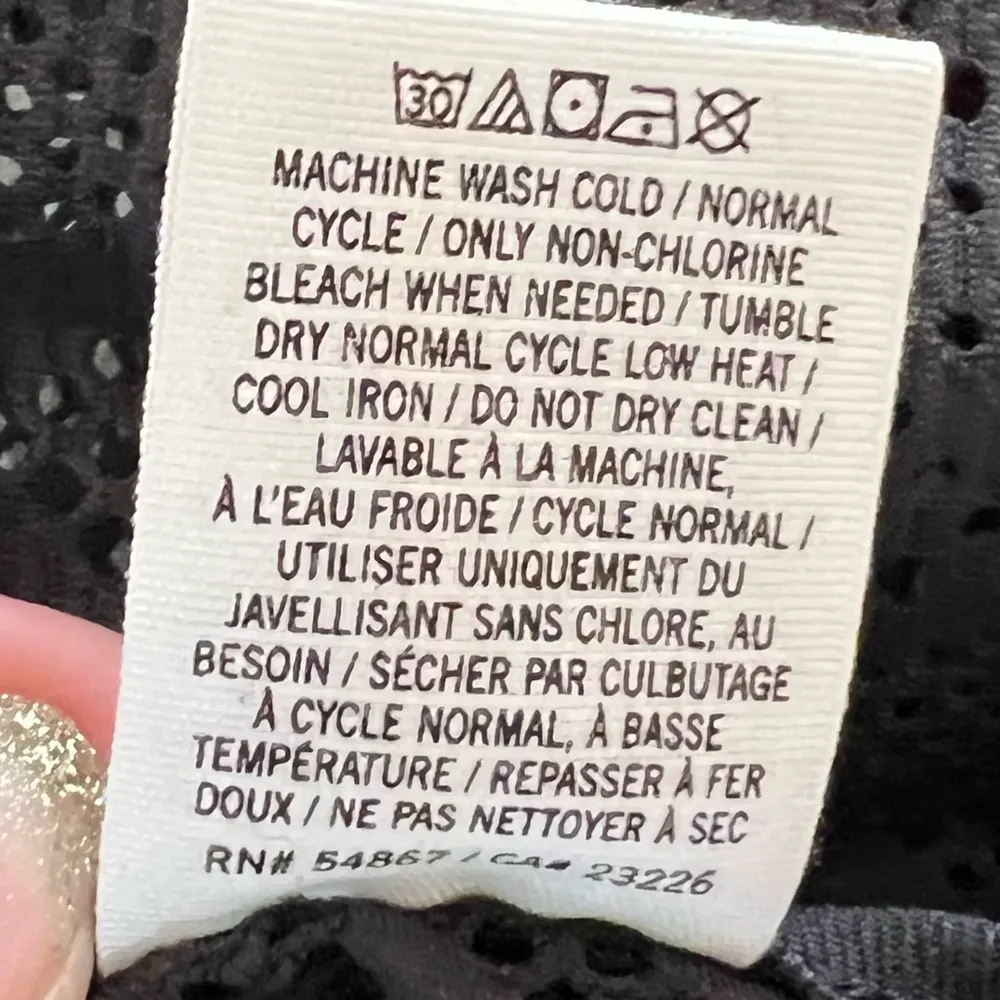 30
MACHINE WASH COLD / NORMAL
CYCLE / ONLY NON-CHLORINE
BLEACH WHEN NEEDED / TUMBLE
DRY NORMAL CYCLE LOW HEAT /
COOL IRON / DO NOT DRY CLEAN /
LAVABLE À LA MACHINE,
À L'EAU FROIDE / CYCLE NORMAL /
UTILISER UNIQUEMENT DU
JAVELLISANT SANS CHLORE, AU
BESOIN / SÉCHER PAR CULBUTAGE
À CYCLE NORMAL, À BASSE
TEMPÉRATURE / REPASSER À FER
DOUX / NE PAS NETTOYER À SEC
RN# 54867 / CA# 23226